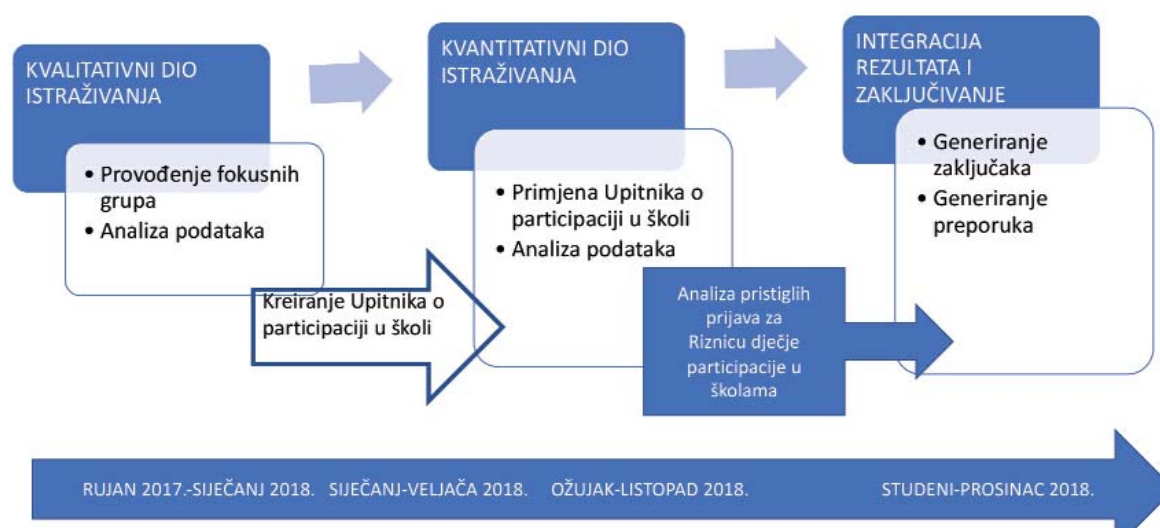 KVALITATIVNI DIO
ISTRAŽIVANJA
• Provođenje fokusnih
grupa
• Analiza podataka
Kreiranje Upitnika o
participaciji u školi
KVANTITATIVNI DIO
ISTRAŽIVANJA
• Primjena Upitnika o
participaciji u školi
• Analiza podataka
Analiza pristiglih
prijava za
Riznicu dječje
participacije u
školama
INTEGRACIJA
REZULTATA I
ZAKLJUČIVANJE
• Generiranje
zaključaka
• Generiranje
preporuka
RUJAN 2017.-SIJEČANJ 2018. SIJEČANJ-VELJAČA 2018. OŽUJAK-LISTOPAD 2018. STUDENI-PROSINAC 2018.